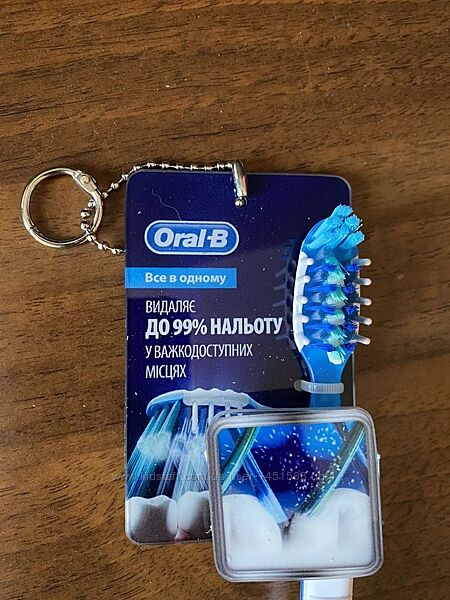 Oral-B
Все в одному
ВИДАЛЯЄ
ДО 99% НАЛЬОТУ
У ВАЖКОДОСТУПНИХ
МІСЦЯХ